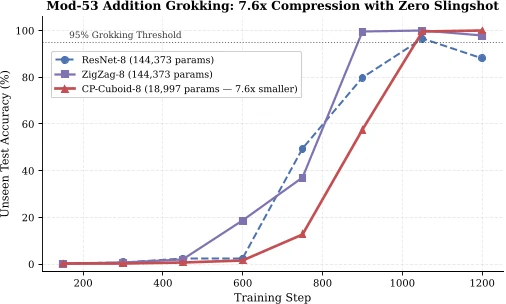 Mod-53 Addition Grokking: 7.6x Compression with Zero Slingshot
100
95% Grokking Threshold
ResNet-8 (144,373 params)
ZigZag-8 (144,373 params)
CP-Cuboid-8 (18,997 params — 7.6x smaller)
80
60
40
20
0
Unseen Test Accuracy (%)
200
400
600
800
1000
1200
Training Step